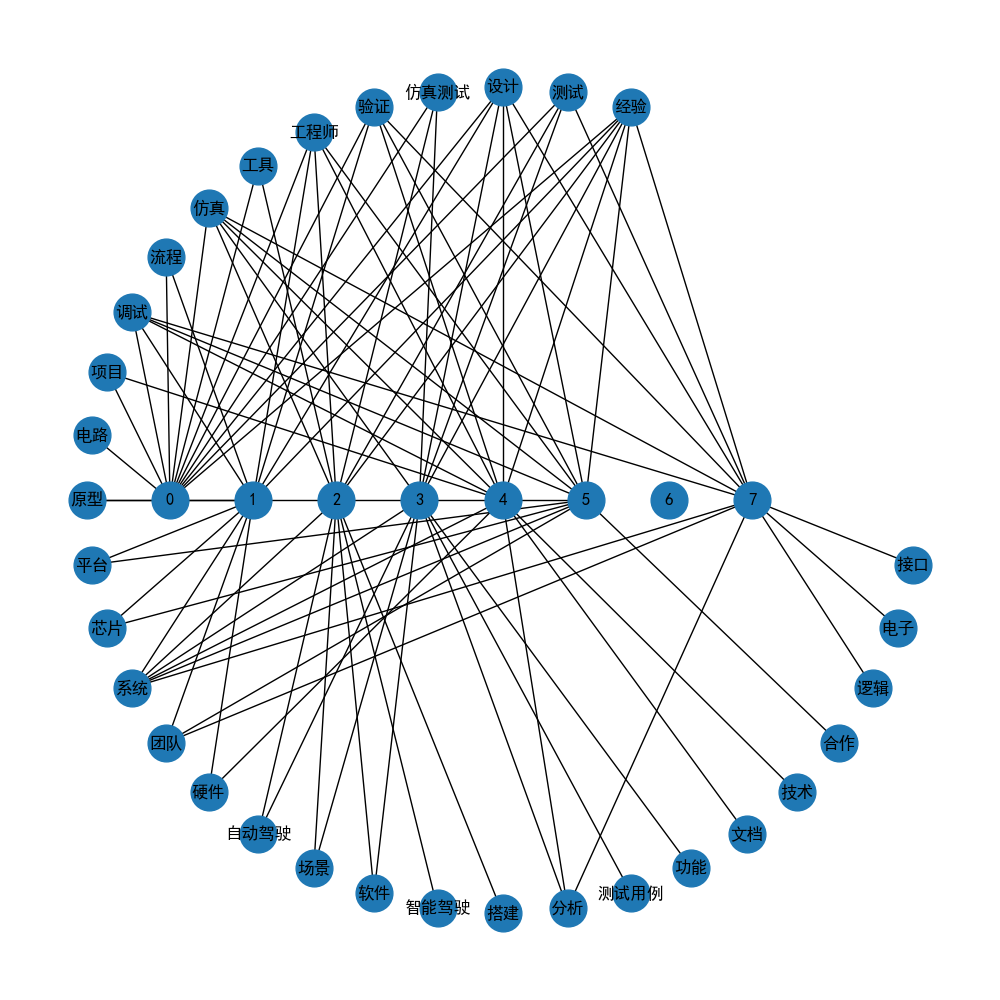 设计
仿真测试
测试
验证
经验
工程师
工具
仿真
流程
调试
项目
电路
原型
0
1
2
3
4
5
6
7
平台
接口
芯片
电子
系统
逻辑
团队
合作
硬件
技术
自动驾驶
文档
场景
功能
软件
测试用例
智能驾驶
分析
搭建